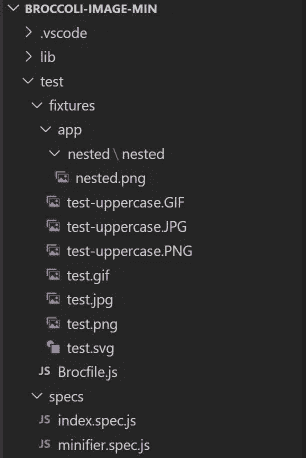 BROCCOLI-IMAGE-MIN
.vscode
lib
test
fixtures
app
nested \ nested
nested.png
test-uppercase.GIF
test-uppercase.JPG
test-uppercase.PNG
test.gif
test.jpg
test.png
test.svg
JS Brocfile.js
specs
JS index.spec.js
JS minifier.spec.js